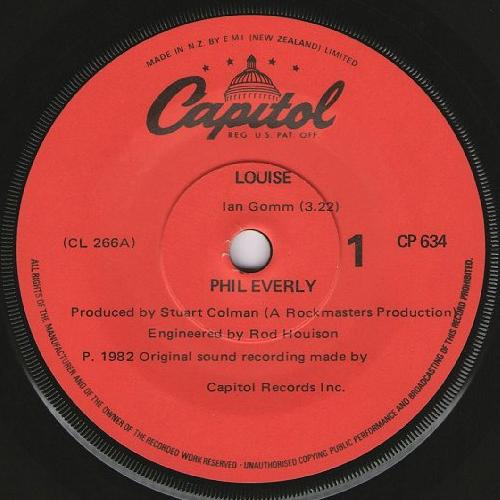 MADE IN N.Z. BY E M I (NEW ZEALAND) LIMITED
Capitol
REG. U.S. PAT. OFF.
LOUISE
Ian Gomm (3.22)
(CL 266A)
1
CP 634
PHIL EVERLY
Produced by Stuart Colman (A Rockmasters Production)
Engineered by Rod Houison
P. 1982 Original sound recording made by
Capitol Records Inc.
ALL RIGHTS OF THE MANUFACTURER AND OF THE OWNER OF THE RECORDED WORK RESERVED · UNAUTHORISED COPYING PUBLIC PERFORMANCE AND BROADCASTING OF THIS RECORD PROHIBITED.